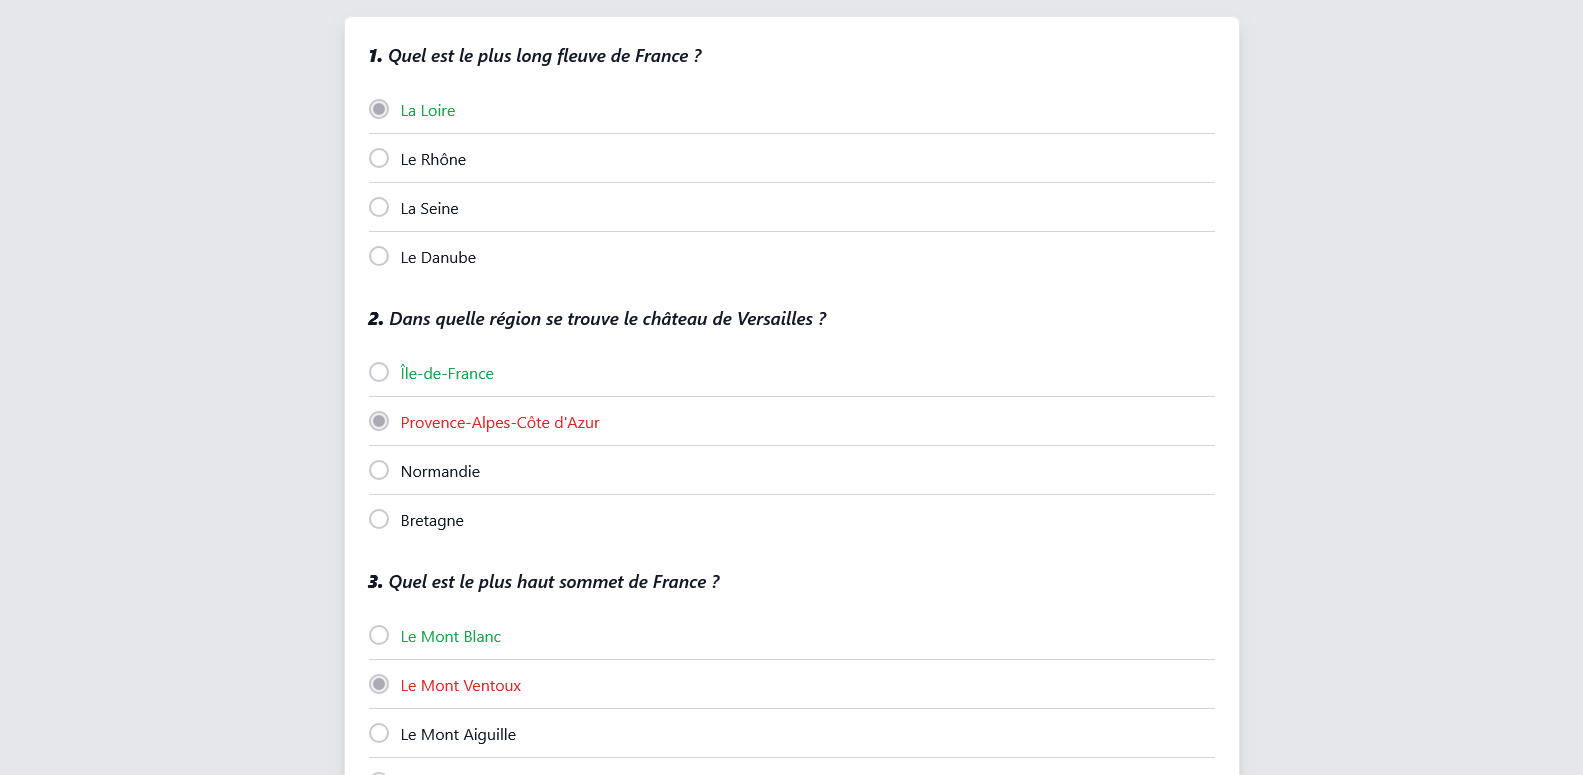 1. Quel est le plus long fleuve de France ?
La Loire
Le Rhône
La Seine
Le Danube
2. Dans quelle région se trouve le château de Versailles ?
Île-de-France
Provence-Alpes-Côte d'Azur
Normandie
Bretagne
3. Quel est le plus haut sommet de France ?
Le Mont Blanc
Le Mont Ventoux
Le Mont Aiguille